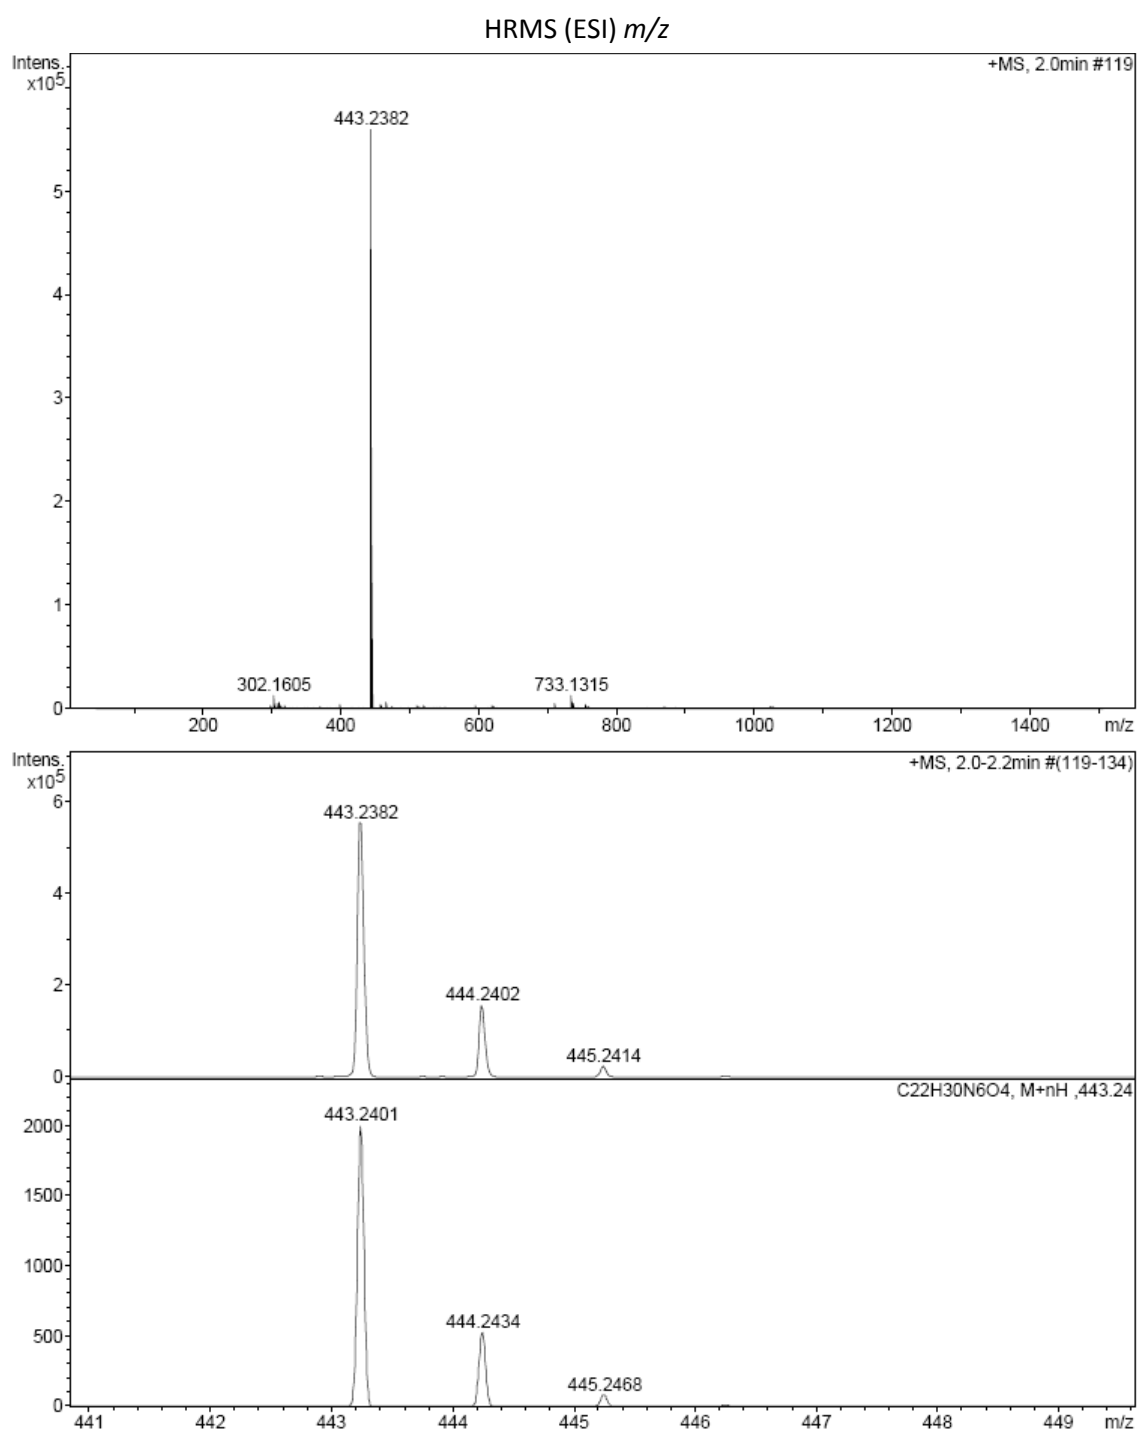 HRMS (ESI) m/z
Intens.
x10^5
+MS, 2.0min #119
443.2382
5
4
3
2
1
0
302.1605
733.1315
200 400 600 800 1000 1200 1400 m/z
Intens.
x10^5
+MS, 2.0-2.2min #(119-134)
6
443.2382
4
2
444.2402
445.2414
0
C22H30N6O4, M+nH ,443.24
443.2401
2000
1500
1000
500
444.2434
445.2468
0
441 442 443 444 445 446 447 448 449 m/z